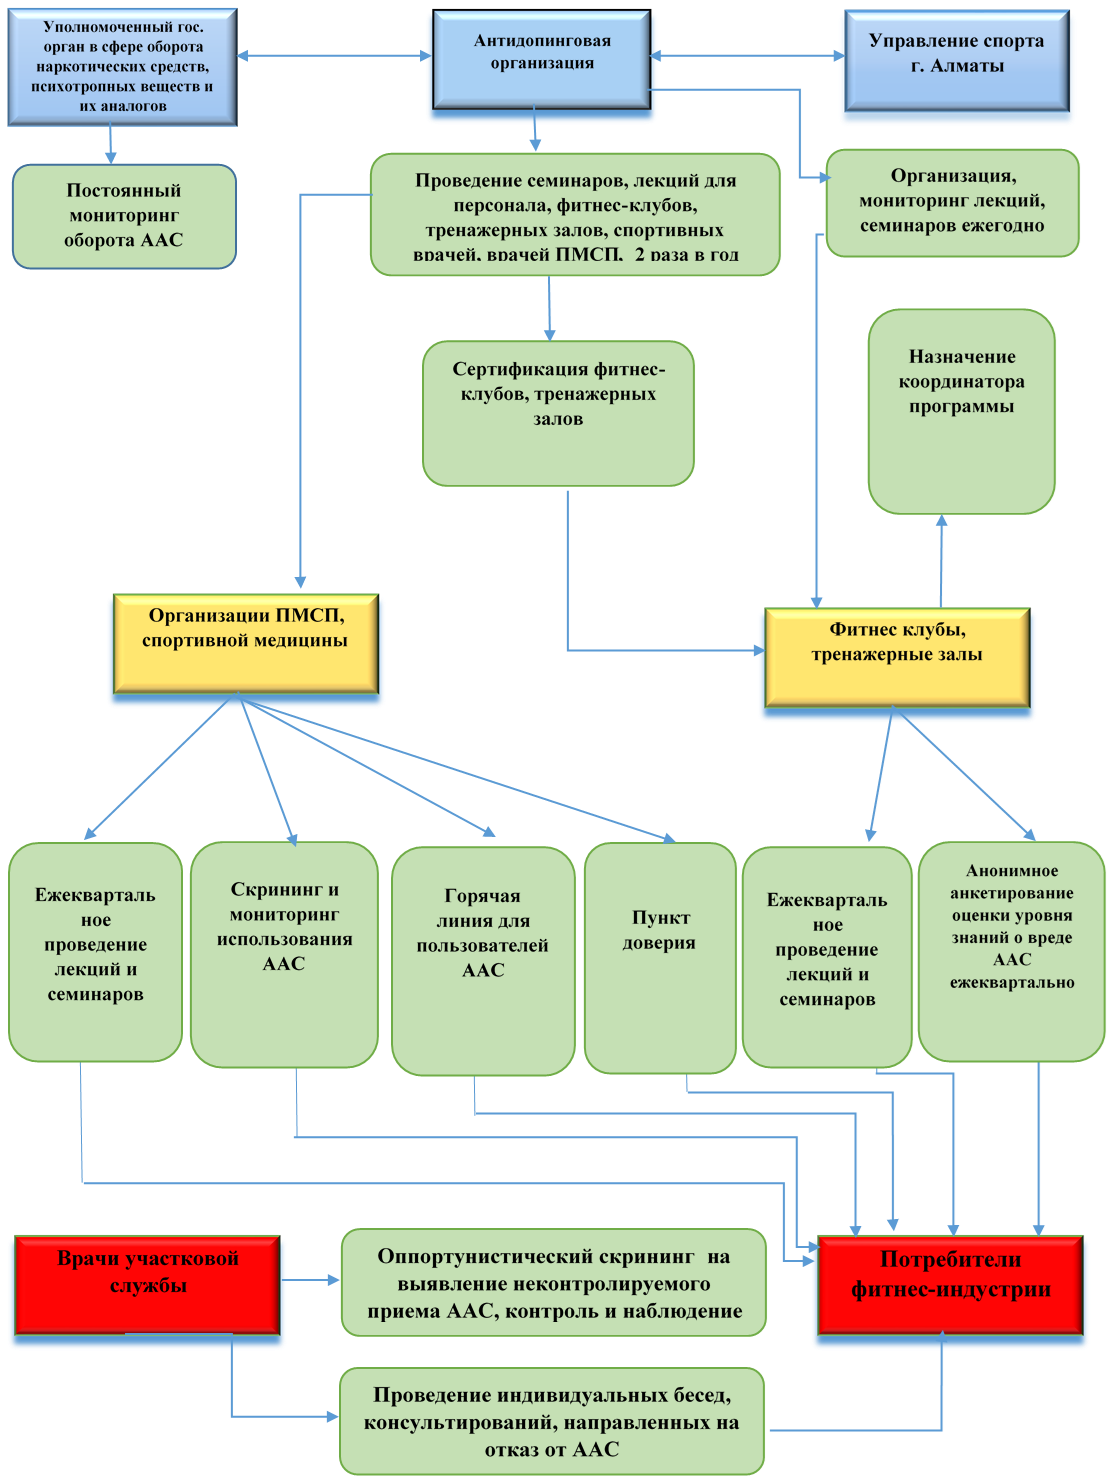 Уполномоченный гос.
орган в сфере оборота
наркотических средств,
психотропных веществ и
их аналогов
Антидопинговая
организация
Управление спорта
г. Алматы
Постоянный
мониторинг
оборота ААС
Проведение семинаров, лекций для
персонала, фитнес-клубов,
тренажерных залов, спортивных
врачей, врачей ПМСП,  2 раза в год
Организация,
мониторинг лекций,
семинаров ежегодно
Сертификация фитнес-
клубов, тренажерных
залов
Назначение
координатора
программы
Организации ПМСП,
спортивной медицины
Фитнес клубы,
тренажерные залы
Ежекварталь
ное
проведение
лекций и
семинаров
Скрининг и
мониторинг
использования
ААС
Горячая
линия для
пользователей
ААС
Пункт
доверия
Ежекварталь
ное
проведение
лекций и
семинаров
Анонимное
анкетирование
оценки уровня
знаний о вреде
ААС
ежеквартально
Врачи участковой
службы
Оппортунистический скрининг  на
выявление неконтролируемого
приема ААС, контроль и наблюдение
Потребители
фитнес-индустрии
Проведение индивидуальных бесед,
консультирований, направленных на
отказ от ААС